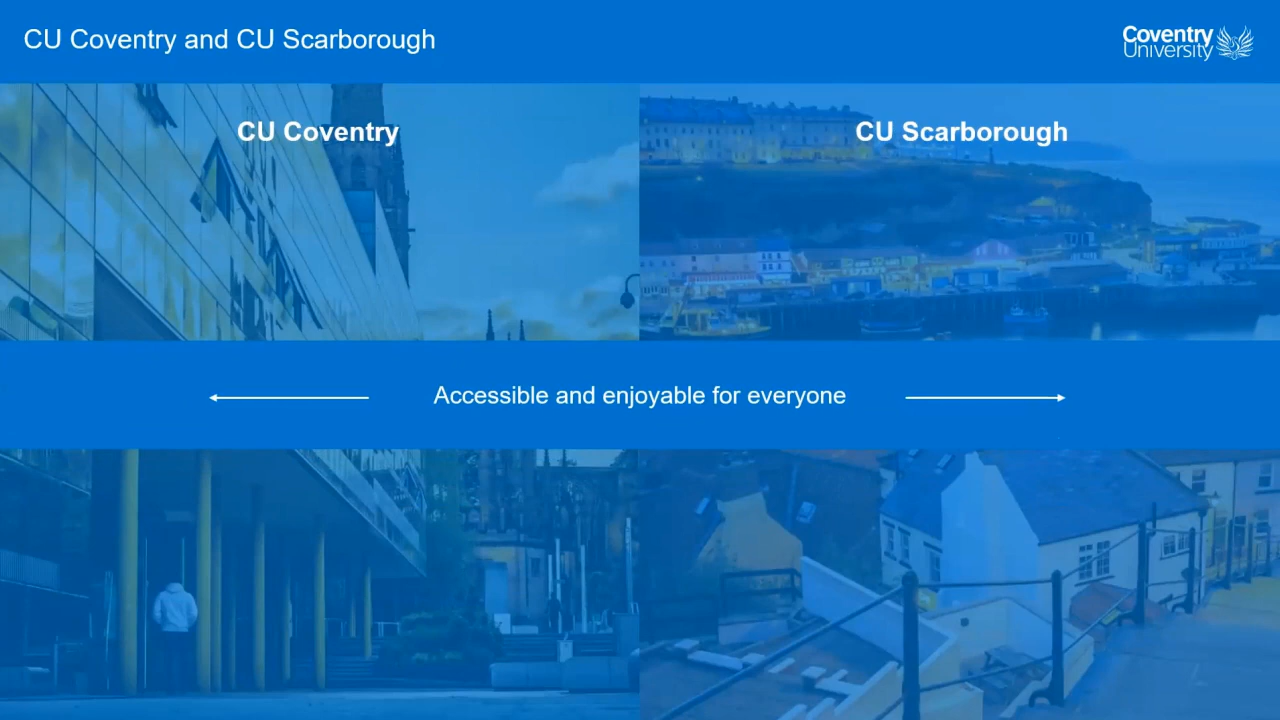 CU Coventry and CU Scarborough
Coventry
University
CU Coventry
CU Scarborough
Accessible and enjoyable for everyone